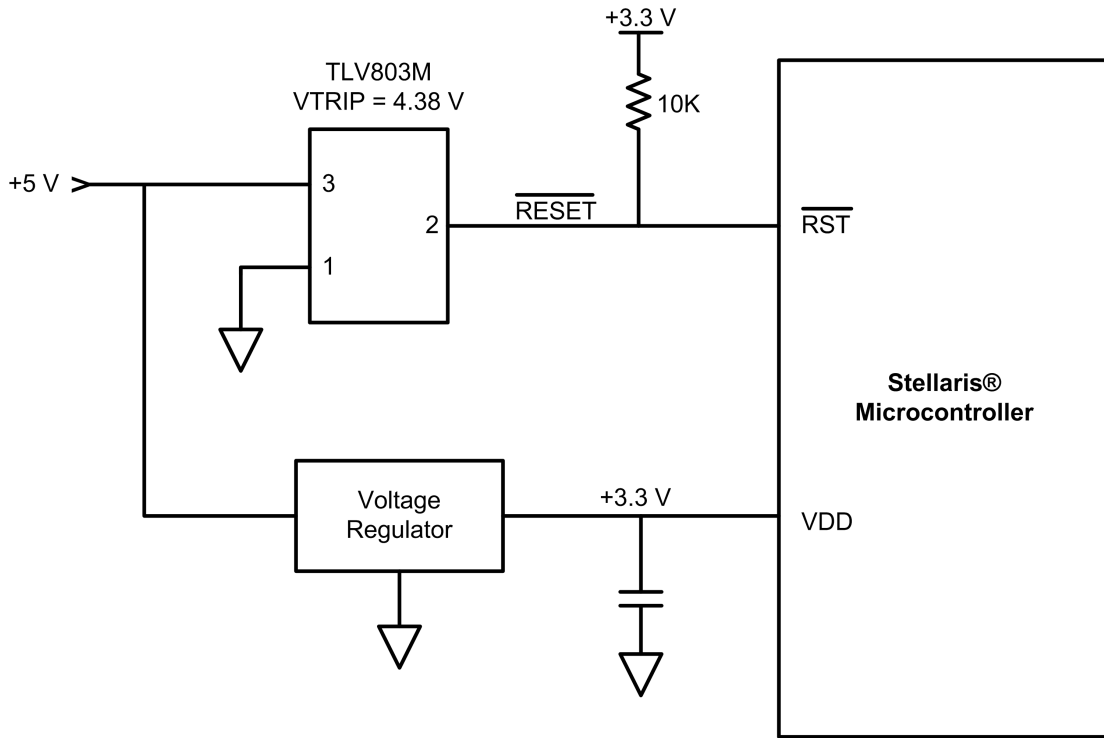 +3.3 V
TLV803M
VTRIP = 4.38 V
10K
+5 V
3
2
RESET
RST
1
Stellaris®
Microcontroller
Voltage
Regulator
+3.3 V
VDD